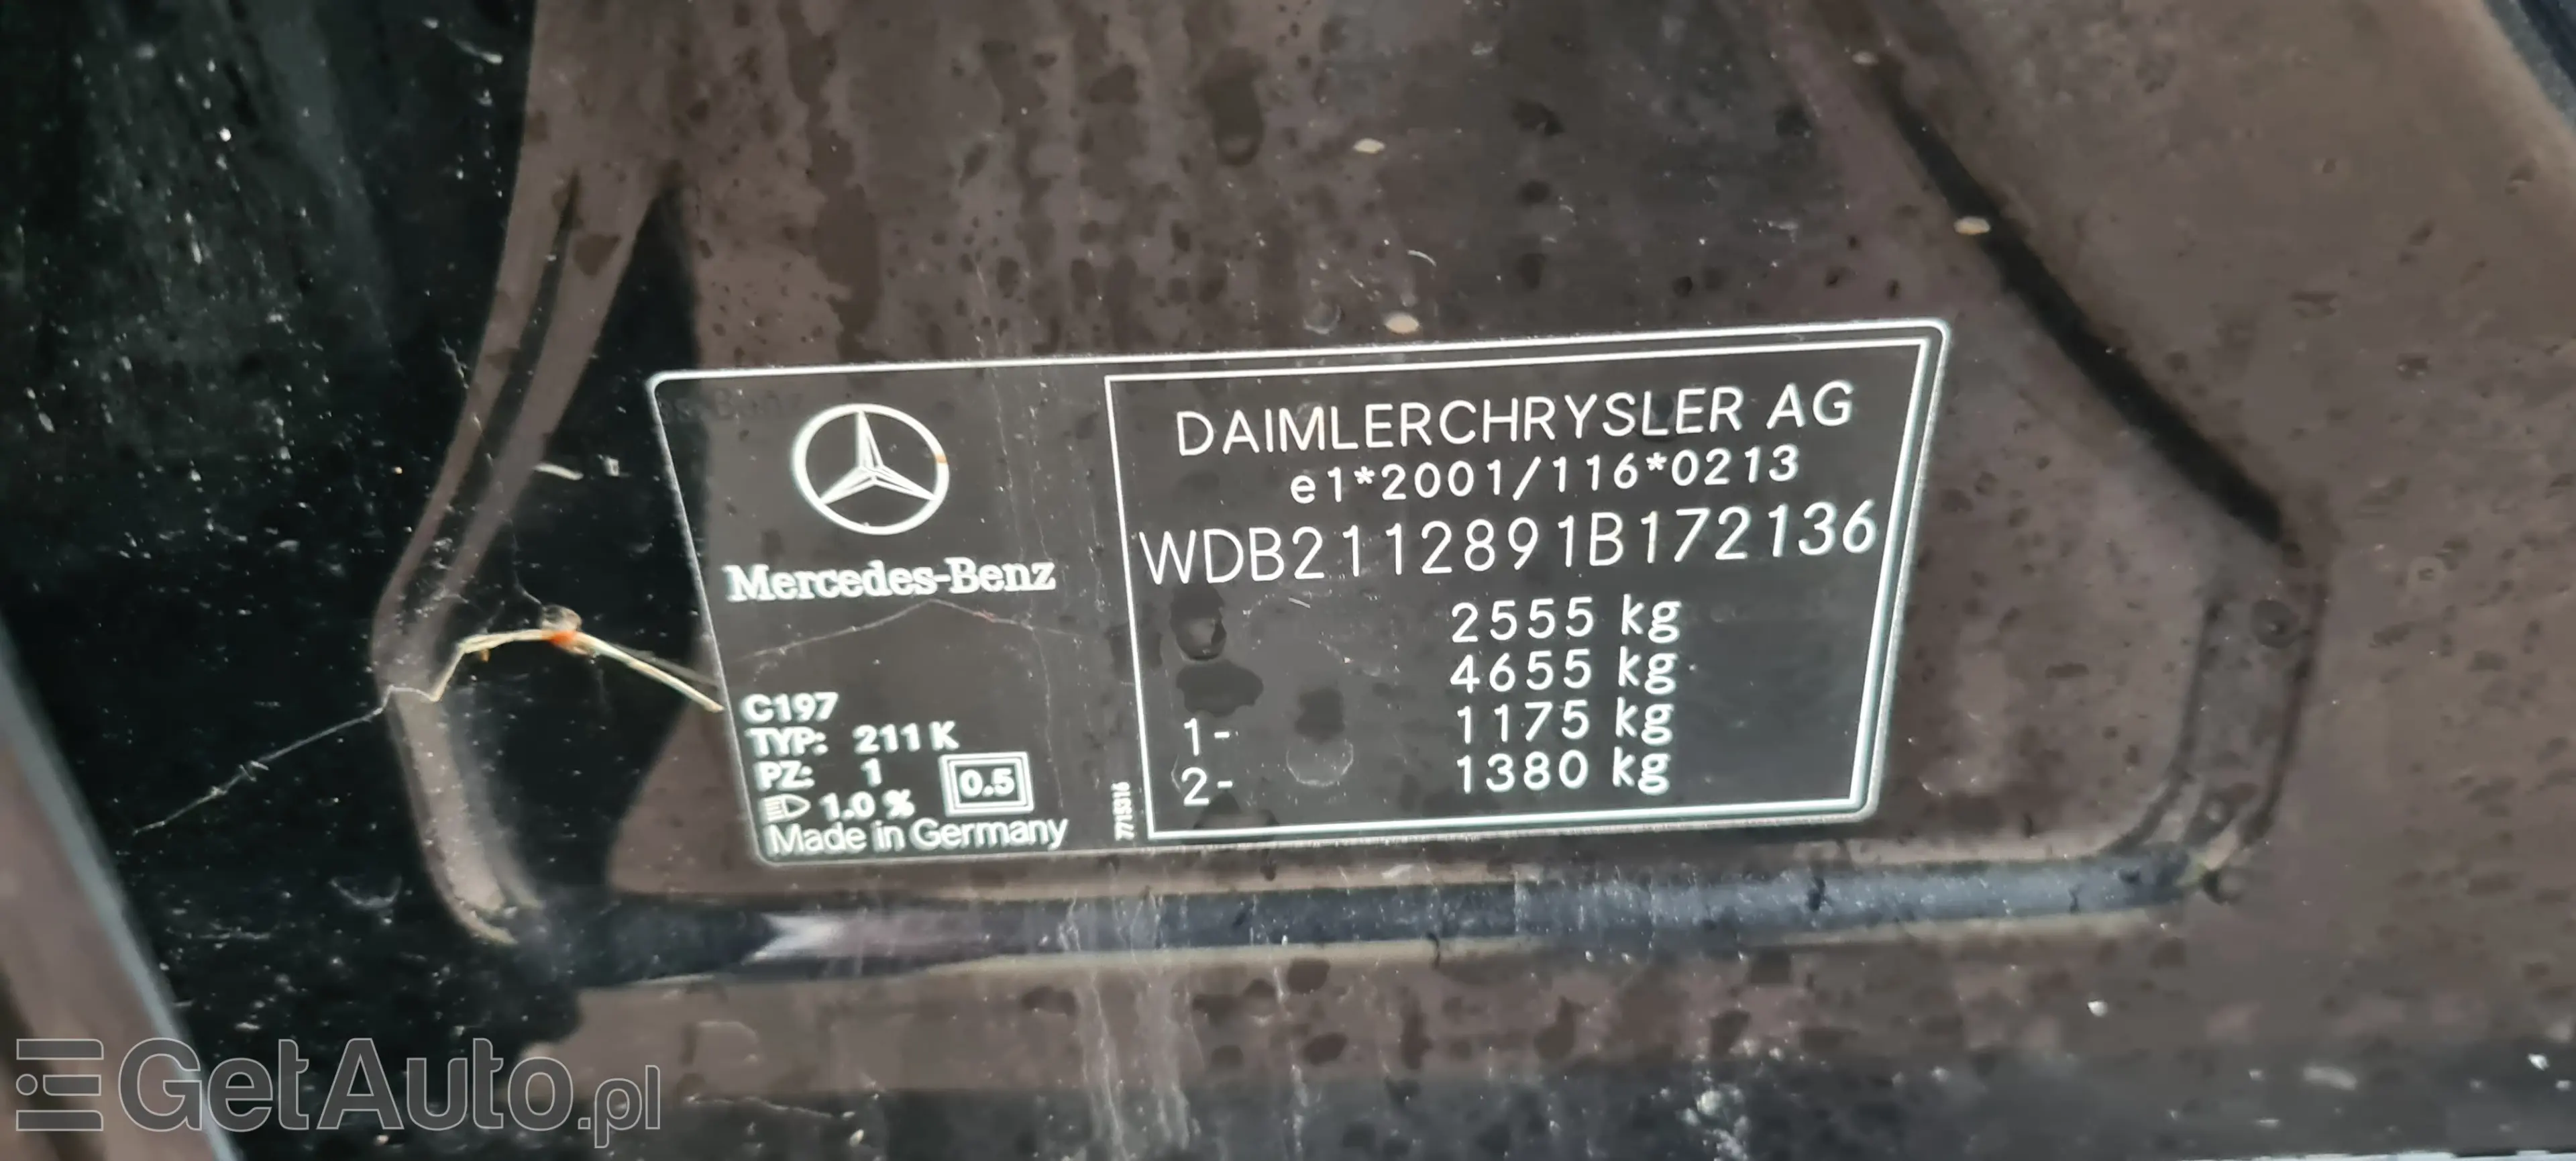 Mercedes-Benz
C197
TYP: 211 K
PZ: 1
1.0 %
0.5
Made in Germany
7715316
DAIMLERCHRYSLER AG
e1*2001/116*0213
WDB2112891B172136
2555 kg
4655 kg
1- 1175 kg
2- 1380 kg
GetAuto.pl